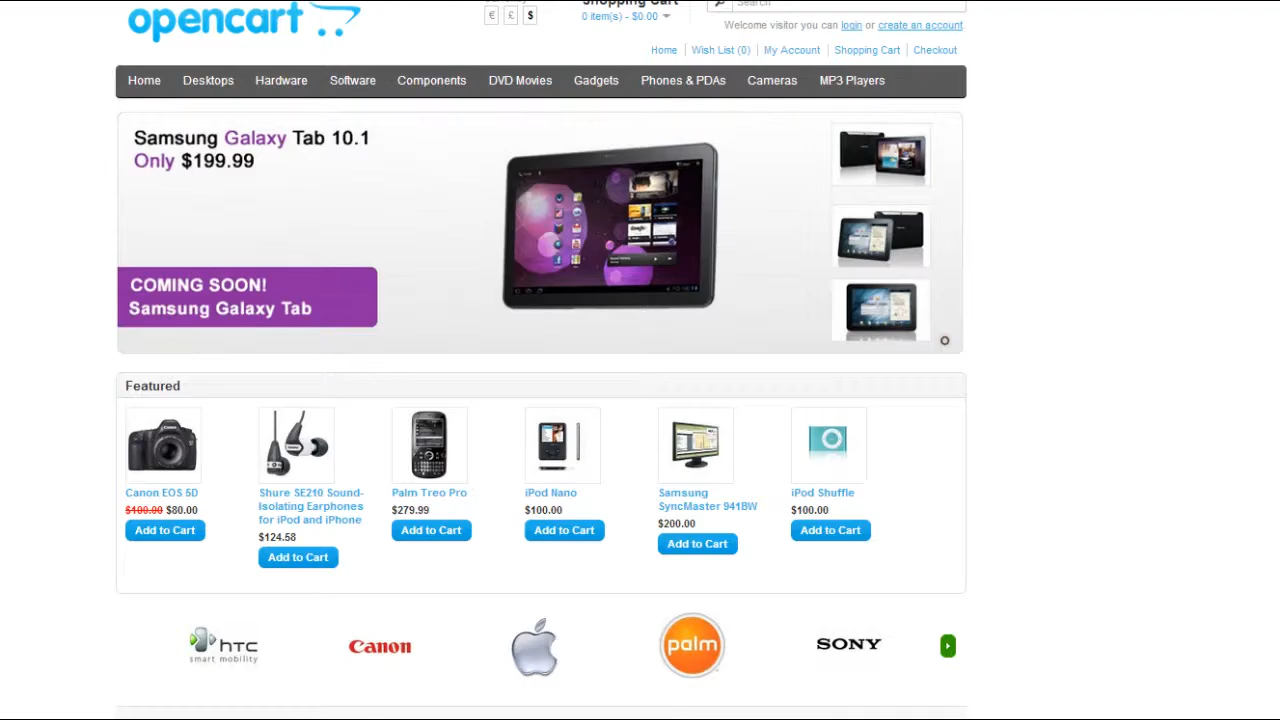 opencart
€ £ $
Shopping Cart
0 item(s) - $0.00
Search
Welcome visitor you can login or create an account.
Home Wish List (0) My Account Shopping Cart Checkout
Home Desktops Hardware Software Components DVD Movies Gadgets Phones & PDAs Cameras MP3 Players
Samsung Galaxy Tab 10.1
Only $199.99
COMING SOON!
Samsung Galaxy Tab
Featured
Canon EOS 5D
$100.00 $80.00
Add to Cart
Shure SE210 Sound-
Isolating Earphones
for iPod and iPhone
$124.58
Add to Cart
Palm Treo Pro
$279.99
Add to Cart
iPod Nano
$100.00
Add to Cart
Samsung
SyncMaster 941BW
$200.00
Add to Cart
iPod Shuffle
$100.00
Add to Cart
hTC
smart mobility
Canon
palm
SONY